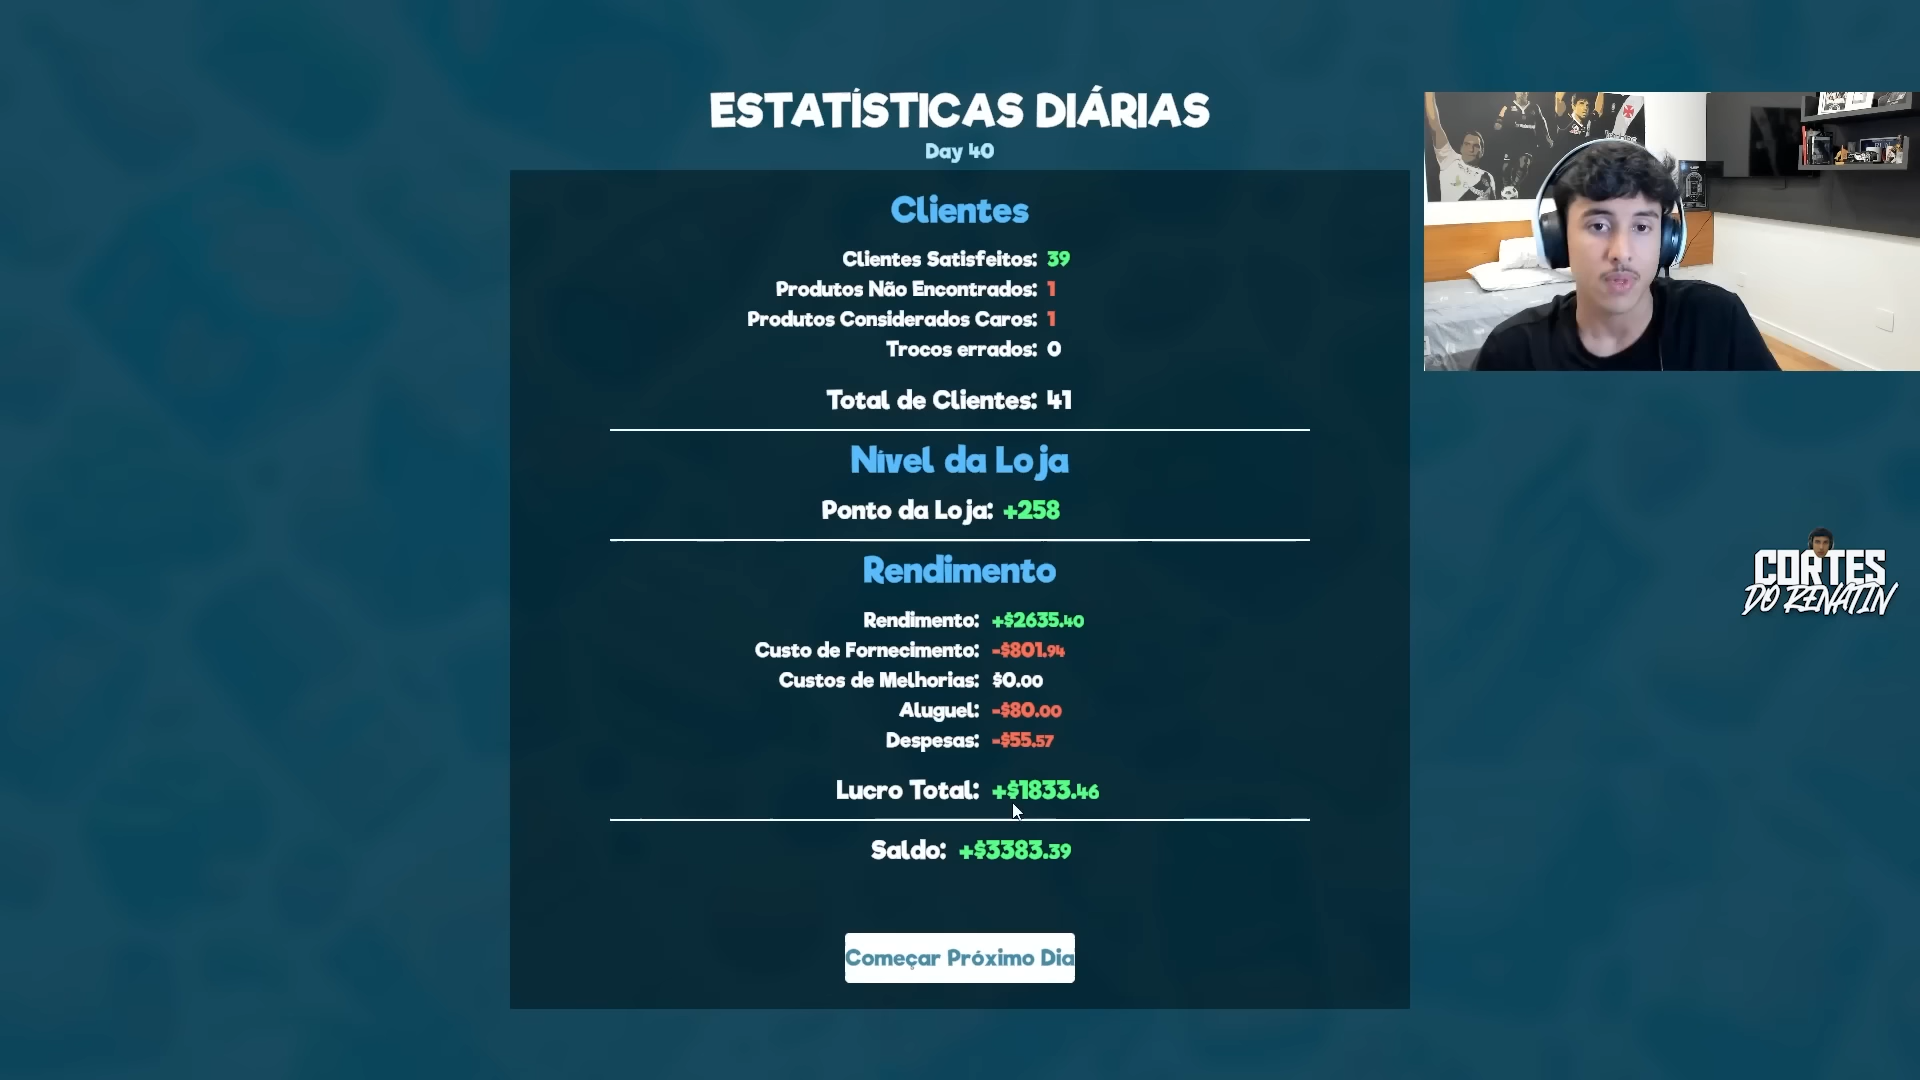 ESTATÍSTICAS DIÁRIAS
Day 40
Clientes
Clientes Satisfeitos: 39
Produtos Não Encontrados: 1
Produtos Considerados Caros: 1
Trocos errados: 0
Total de Clientes: 41
Nível da Loja
Ponto da Loja: +258
Rendimento
Rendimento: +$2635.40
Custo de Fornecimento: -$801.94
Custos de Melhorias: $0.00
Aluguel: -$80.00
Despesas: -$55.57
Lucro Total: +$1833.46
Saldo: +$3383.39
Começar Próximo Dia
CORTES
DO RENATIN